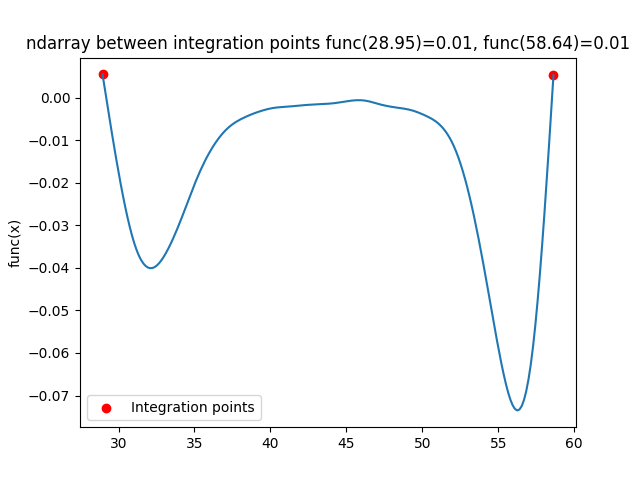 ndarray between integration points func(28.95)=0.01, func(58.64)=0.01
0.00
−0.01
−0.02
−0.03
−0.04
−0.05
−0.06
−0.07
func(x)
Integration points
30 35 40 45 50 55 60